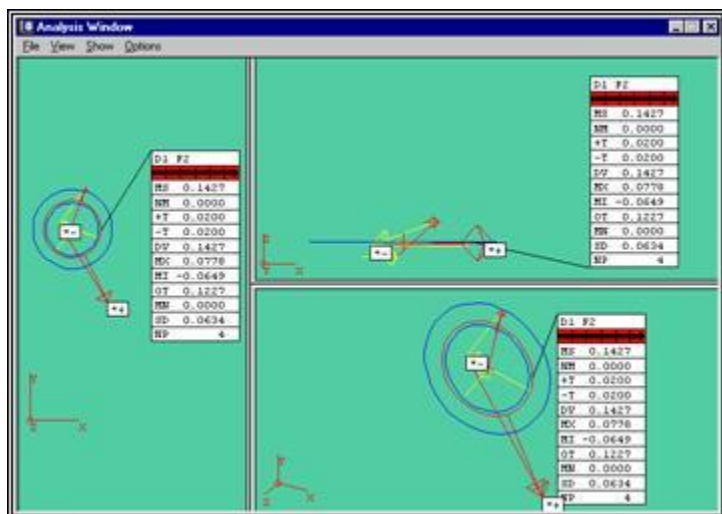 Analysis Window
File View Show Options
D1 F2
MS 0.1427
NM 0.0000
+T 0.0200
-T 0.0200
DV 0.1427
MX 0.0778
MI -0.0649
OT 0.1227
MN 0.0000
SD 0.0634
NP 4
*-
*+
Y
Z X
D1 F2
MS 0.1427
NM 0.0000
+T 0.0200
-T 0.0200
DV 0.1427
MX 0.0778
MI -0.0649
OT 0.1227
MN 0.0000
SD 0.0634
NP 4
*-
*+
Z
Y X
D1 F2
MS 0.1427
NM 0.0000
+T 0.0200
-T 0.0200
DV 0.1427
MX 0.0778
MI -0.0649
OT 0.1227
MN 0.0000
SD 0.0634
NP 4
*-
*+
Y
Z X